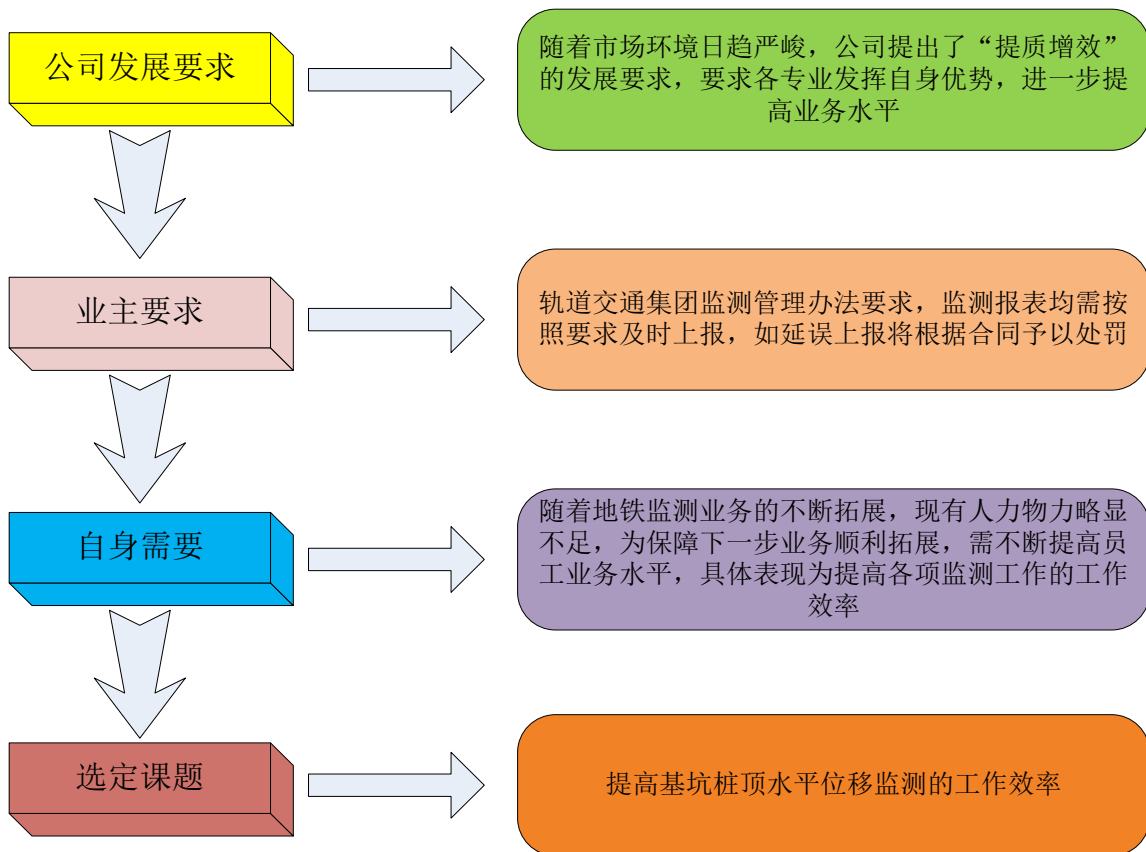 公司发展要求
随着市场环境日趋严峻，公司提出了“提质增效”
的发展要求，要求各专业发挥自身优势，进一步提
高业务水平
业主要求
轨道交通集团监测管理办法要求，监测报表均需按
照要求及时上报，如延误上报将根据合同予以处罚
自身需要
随着地铁监测业务的不断拓展，现有人力物力略显
不足，为保障下一步业务顺利拓展，需不断提高员
工业务水平，具体表现为提高各项监测工作的工作
效率
选定课题
提高基坑桩顶水平位移监测的工作效率